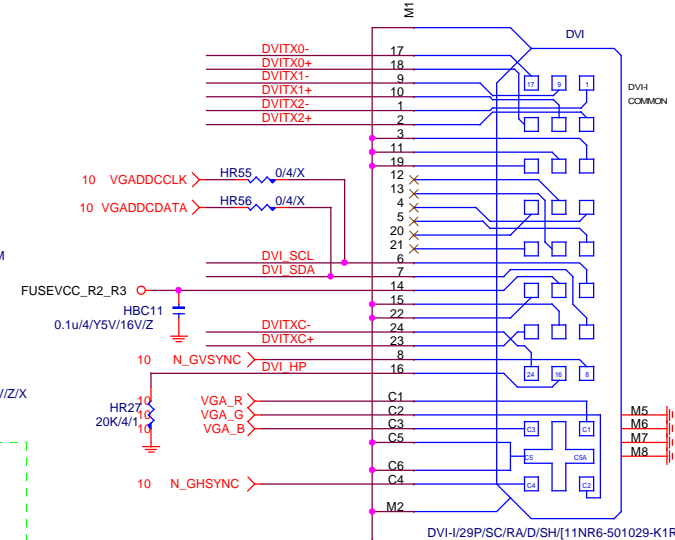 M1
DVI
DVITX0- 17
DVITX0+ 18
DVITX1- 9
DVITX1+ 10
DVITX2- 1
DVITX2+ 2
17 9 1
DVI-I
COMMON
3
11
19
10 VGADDCCLK HR55 0/4/X 12
13
10 VGADDCDATA HR56 0/4/X 4
5
20
21
DVI_SCL 6
DVI_SDA 7
FUSEVCC_R2_R3 14
HBC11 15
0.1u/4/Y5V/16V/Z 22
DVITXC- 24
DVITXC+ 23
10 N_GVSYNC 8
DVI_HP 16
24 16 8
/Z/X
10 VGA_R C1
HR27 10 VGA_G C2
20K/4/1 10 VGA_B C3
C5
C3 C1
C5 C5A
C4 C2
M5
M6
M7
M8
C6
10 N_GHSYNC C4
M2
DVI-I/29P/SC/RA/D/SH/[11NR6-501029-K1R